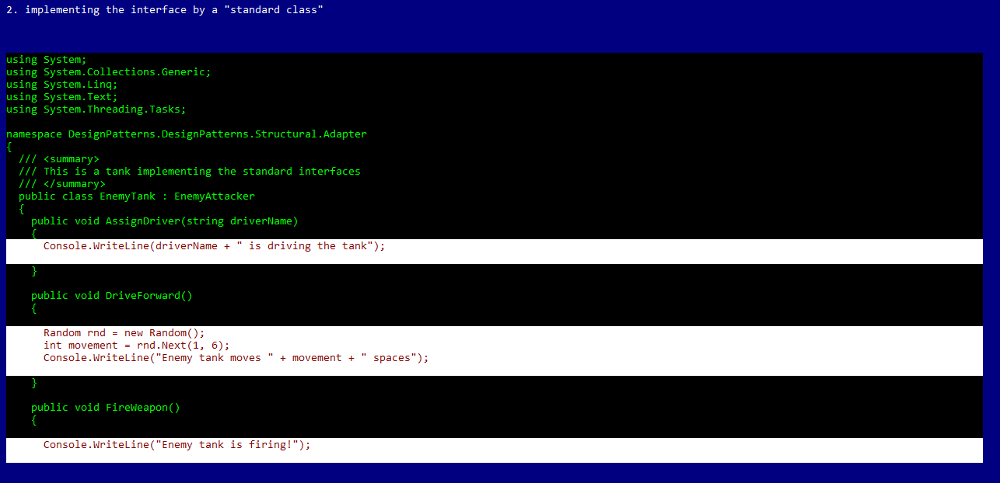 2. implementing the interface by a "standard class"
using System;
using System.Collections.Generic;
using System.Linq;
using System.Text;
using System.Threading.Tasks;
namespace DesignPatterns.DesignPatterns.Structural.Adapter
{
/// <summary>
/// This is a tank implementing the standard interfaces
/// </summary>
public class EnemyTank : EnemyAttacker
{
public void AssignDriver(string driverName)
{
Console.WriteLine(driverName + " is driving the tank");
}
public void DriveForward()
{
Random rnd = new Random();
int movement = rnd.Next(1, 6);
Console.WriteLine("Enemy tank moves " + movement + " spaces");
}
public void FireWeapon()
{
Console.WriteLine("Enemy tank is firing!");